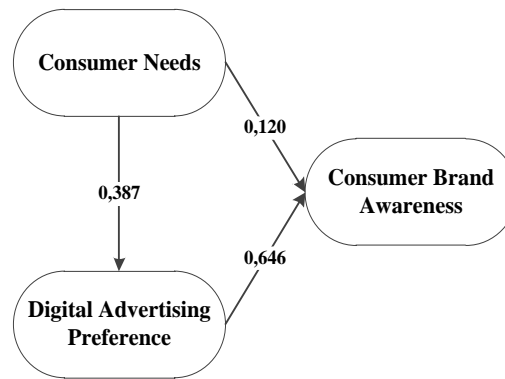 Consumer Needs
0,120
Consumer Brand
Awareness
0,387
0,646
Digital Advertising
Preference